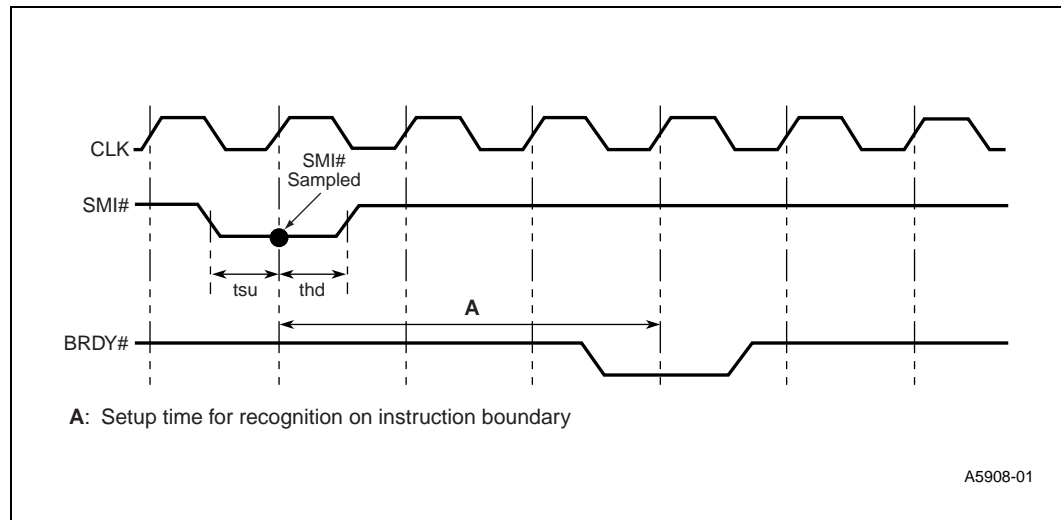 CLK
SMI#
Sampled
SMI#
tsu
thd
A
BRDY#
A: Setup time for recognition on instruction boundary
A5908-01